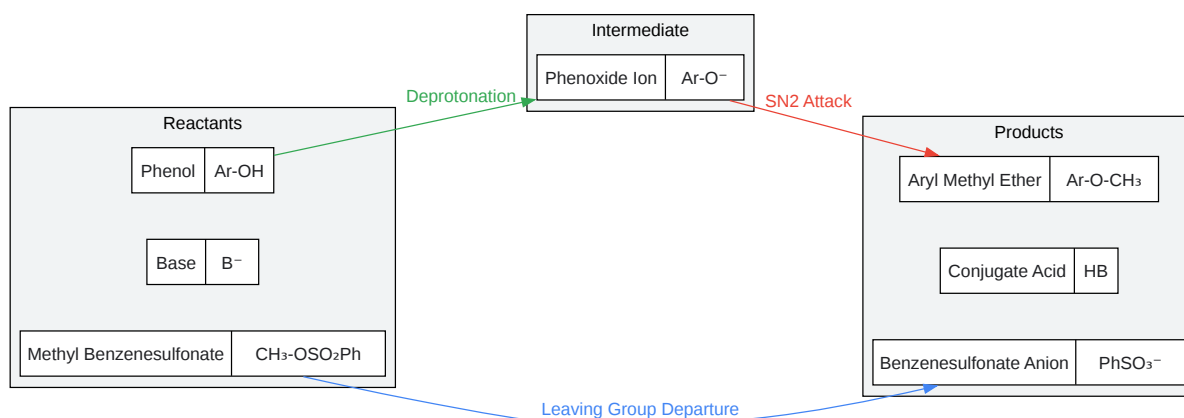 Intermediate
Phenoxide Ion Ar-O⁻
Deprotonation
SN2 Attack
Reactants
Phenol Ar-OH
Base B⁻
Methyl Benzenesulfonate CH₃-OSO₂Ph
Products
Aryl Methyl Ether Ar-O-CH₃
Conjugate Acid HB
Benzenesulfonate Anion PhSO₃⁻
Leaving Group Departure